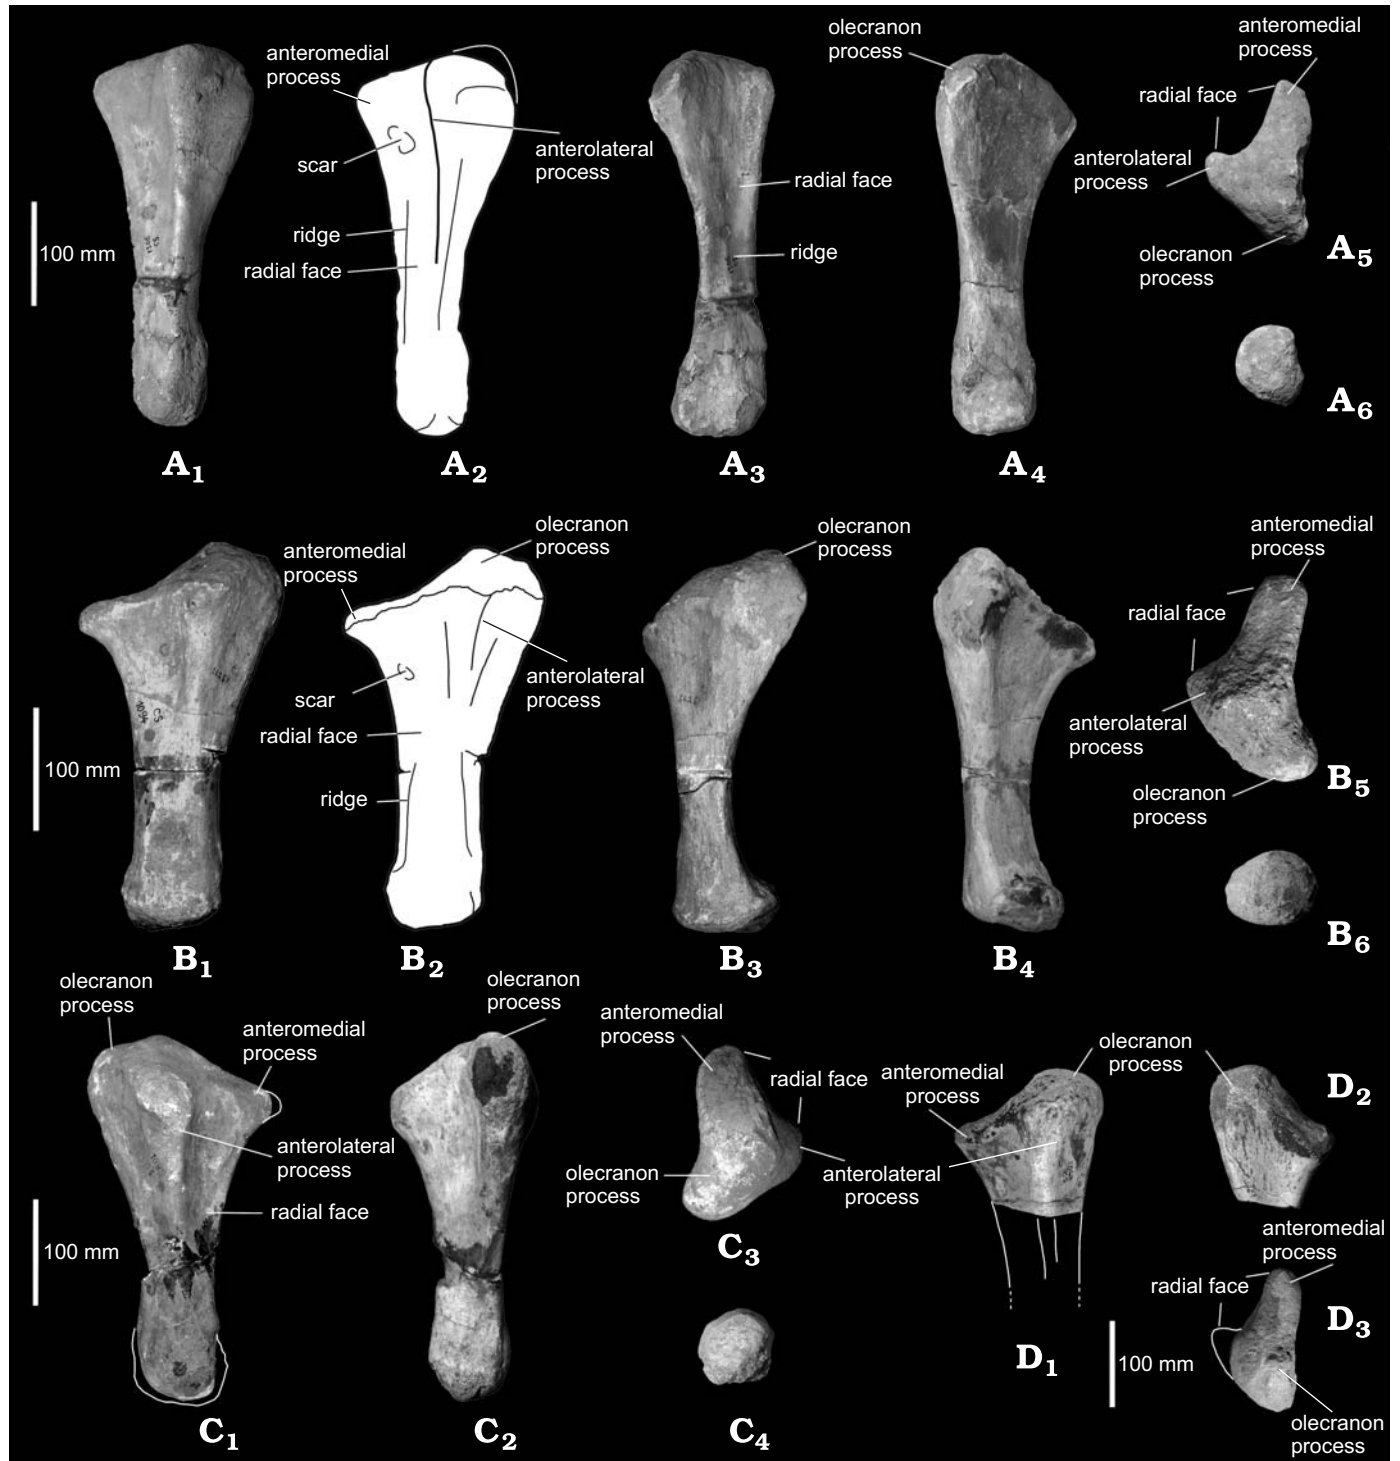 anteromedial
process
scar
ridge
radial face
anterolateral
process
100 mm
radial face
ridge
olecranon
process
anteromedial
process
radial face
anterolateral
process
olecranon
process
A5
A6
A1
A2
A3
A4
olecranon
process
anteromedial
process
scar
radial face
ridge
anterolateral
process
100 mm
olecranon
process
anteromedial
process
radial face
anterolateral
process
olecranon
process
B5
B6
B1
B2
B3
B4
olecranon
process
anteromedial
process
anterolateral
process
radial face
100 mm
olecranon
process
anteromedial
process
radial face
olecranon
process
anterolateral
process
C3
C1
C2
C4
olecranon
process
anteromedial
process
D2
anteromedial
process
radial face
D3
D1
100 mm
olecranon
process